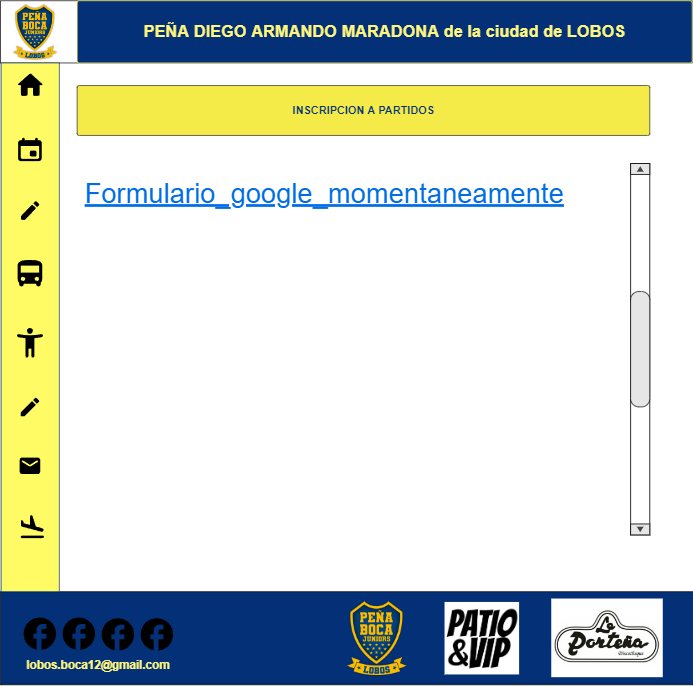 PEÑA
BOCA
JUNIORS
LOBOS
PEÑA DIEGO ARMANDO MARADONA de la ciudad de LOBOS
INSCRIPCION A PARTIDOS
Formulario_google_momentaneamente
lobos.boca12@gmail.com
PEÑA
BOCA
JUNIORS
LOBOS
PATIO
&VIP
La
Porteña
Discotheque